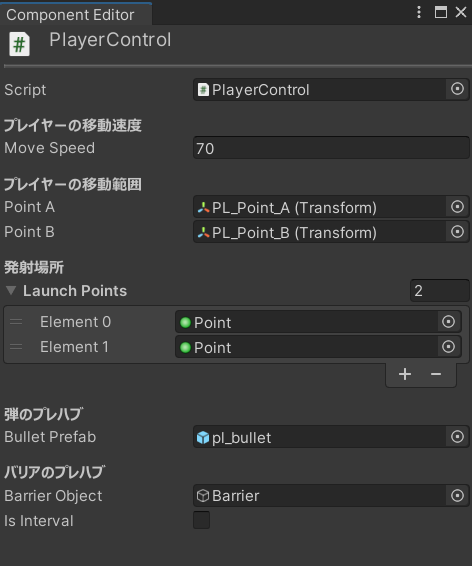 Component Editor
PlayerControl
Script PlayerControl
プレイヤーの移動速度
Move Speed 70
プレイヤーの移動範囲
Point A PL_Point_A (Transform)
Point B PL_Point_B (Transform)
発射場所
Launch Points 2
Element 0 Point
Element 1 Point
弾のプレハブ
Bullet Prefab pl_bullet
バリアのプレハブ
Barrier Object Barrier
Is Interval